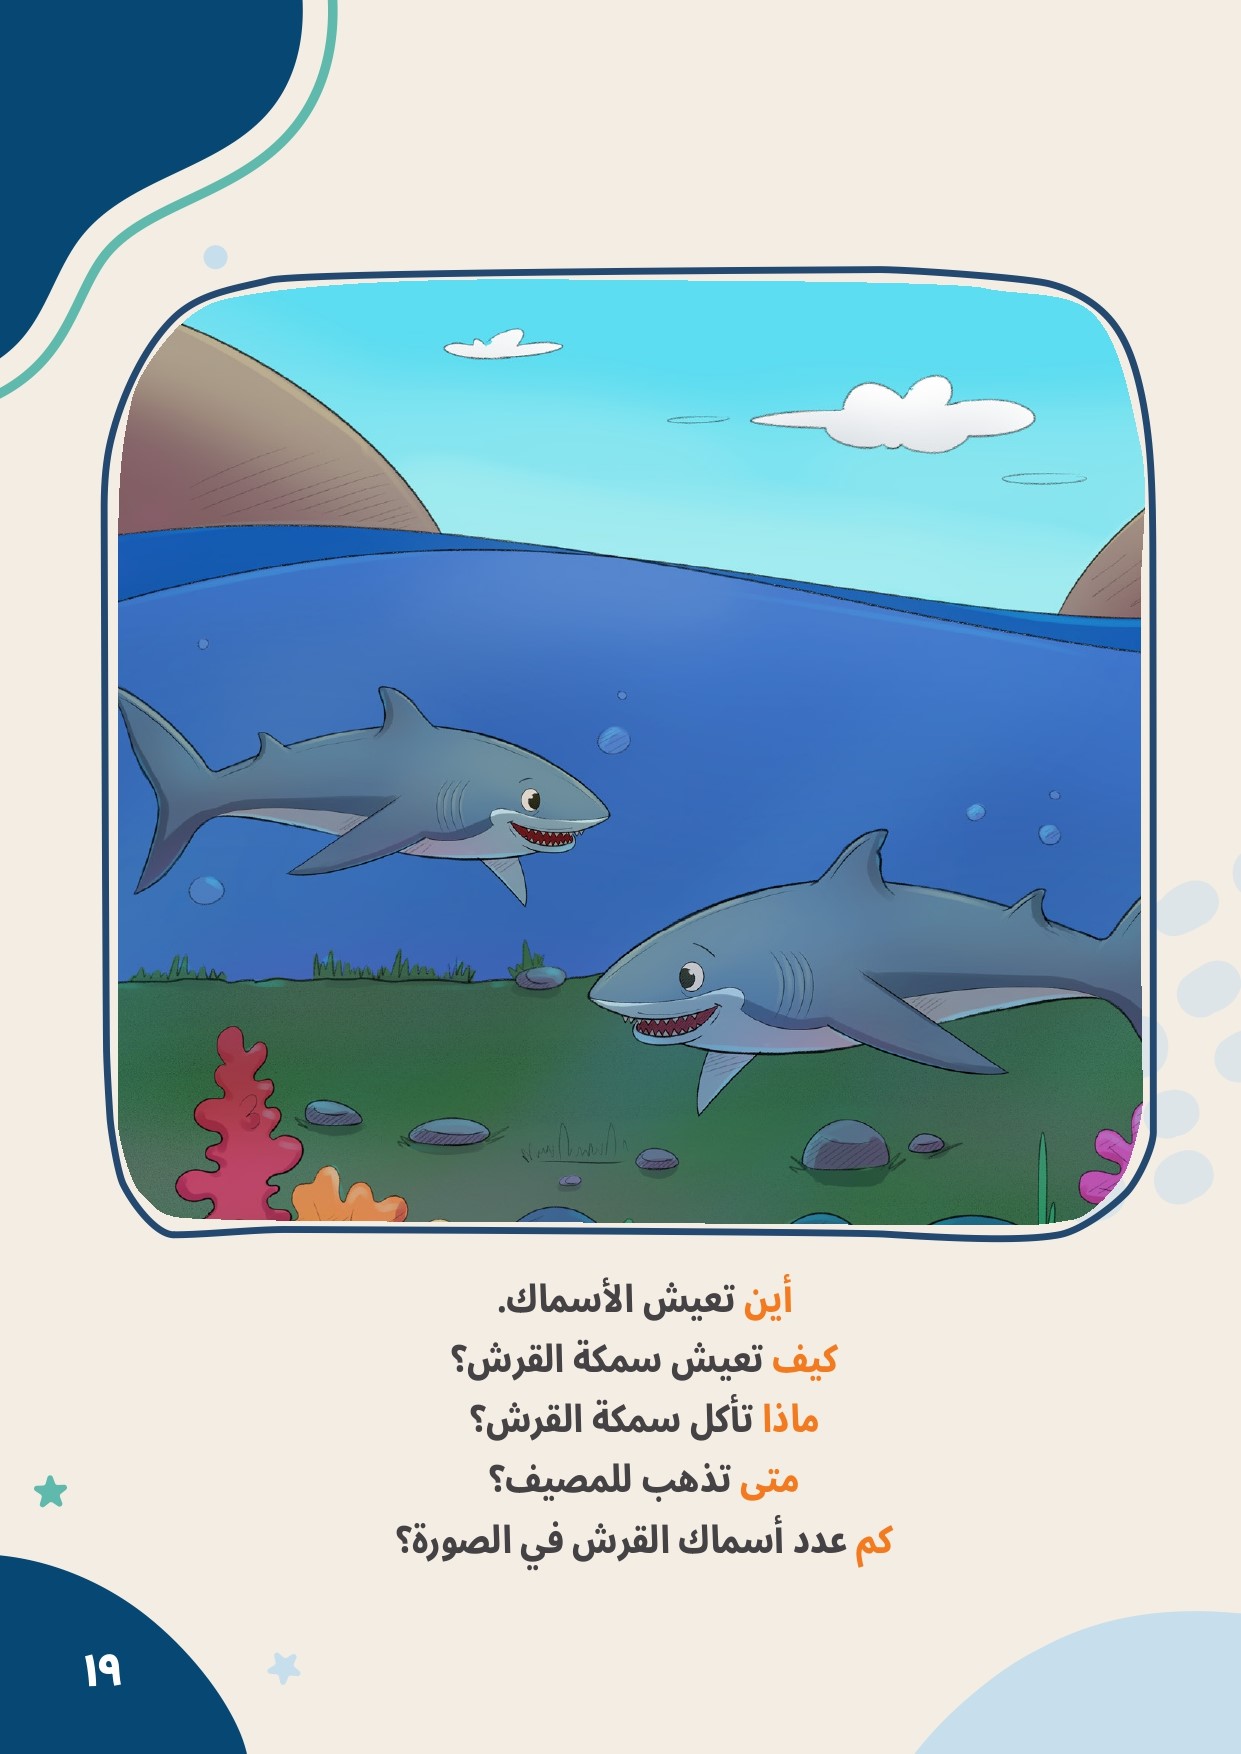 أين تعيش الأسماك.
كيف تعيش سمكة القرش؟
ماذا تأكل سمكة القرش؟
متى تذهب للمصيف؟
كم عدد أسماك القرش في الصورة؟
١٩